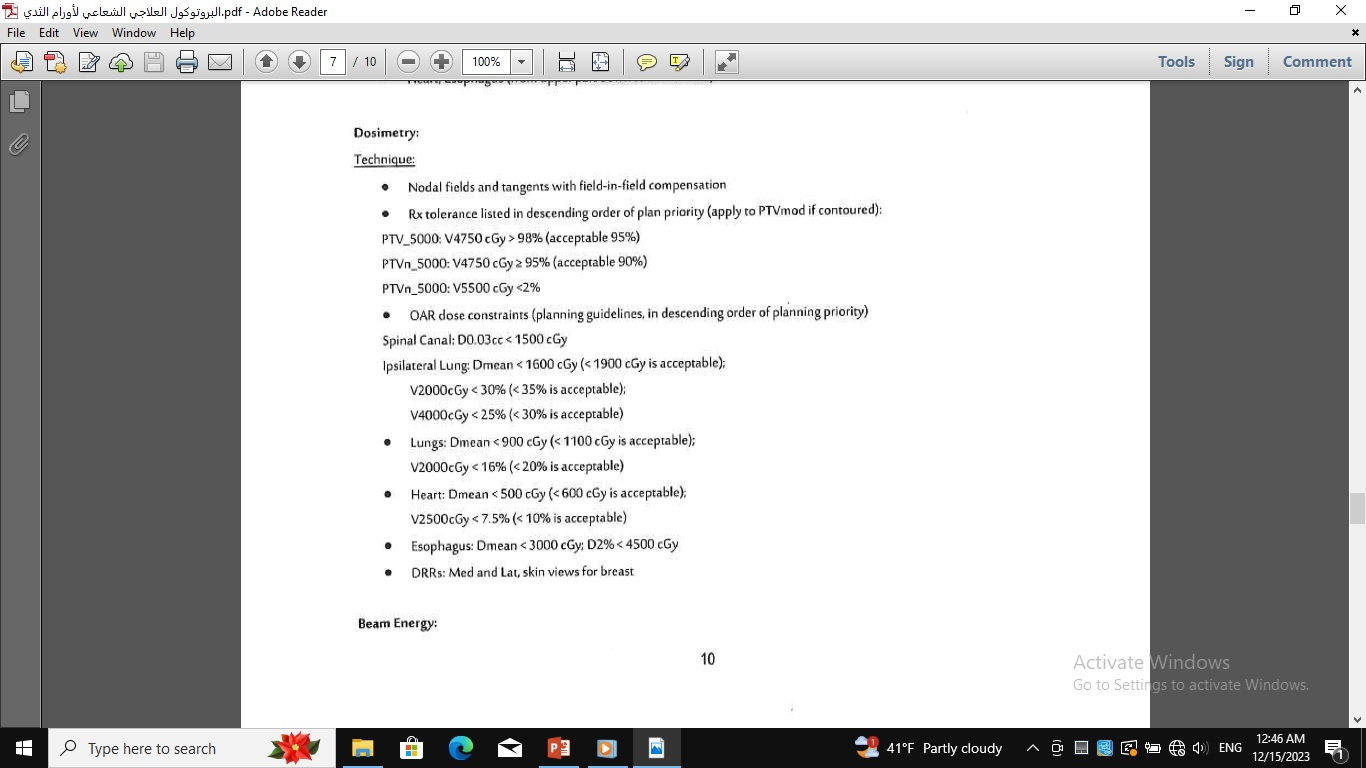 البروتوكول العلاجي الشعاعي لأورام الثدي.pdf - Adobe Reader
File Edit View Window Help
7 / 10 100% Tools Sign Comment
Dosimetry:
Technique:
• Nodal fields and tangents with field-in-field compensation
• Rx tolerance listed in descending order of plan priority (apply to PTVmod if contoured):
PTV_5000: V4750 cGy > 98% (acceptable 95%)
PTVn_5000: V4750 cGy ≥ 95% (acceptable 90%)
PTVn_5000: V5500 cGy <2%
• OAR dose constraints (planning guidelines, in descending order of planning priority)
Spinal Canal: D0.03cc < 1500 cGy
Ipsilateral Lung: Dmean < 1600 cGy (< 1900 cGy is acceptable);
V2000cGy < 30% (< 35% is acceptable);
V4000cGy < 25% (< 30% is acceptable)
• Lungs: Dmean < 900 cGy (< 1100 cGy is acceptable);
V2000cGy < 16% (< 20% is acceptable)
• Heart: Dmean < 500 cGy (< 600 cGy is acceptable);
V2500cGy < 7.5% (< 10% is acceptable)
• Esophagus: Dmean < 3000 cGy; D2% < 4500 cGy
• DRRs: Med and Lat, skin views for breast
Beam Energy:
10
Activate Windows
Go to Settings to activate Windows.
Type here to search
41°F Partly cloudy
ENG
12:46 AM
12/15/2023
1